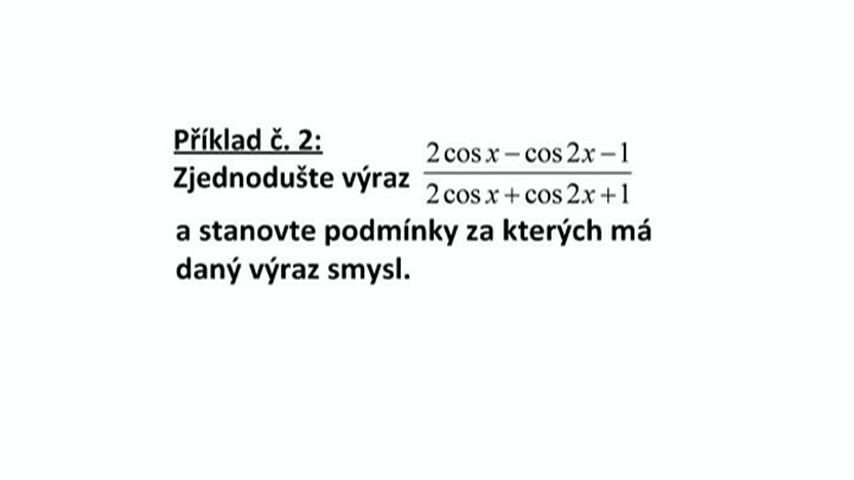 Příklad č. 2:
Zjednodušte výraz (2 cos x − cos 2x − 1)/(2 cos x + cos 2x + 1)
a stanovte podmínky za kterých má
daný výraz smysl.